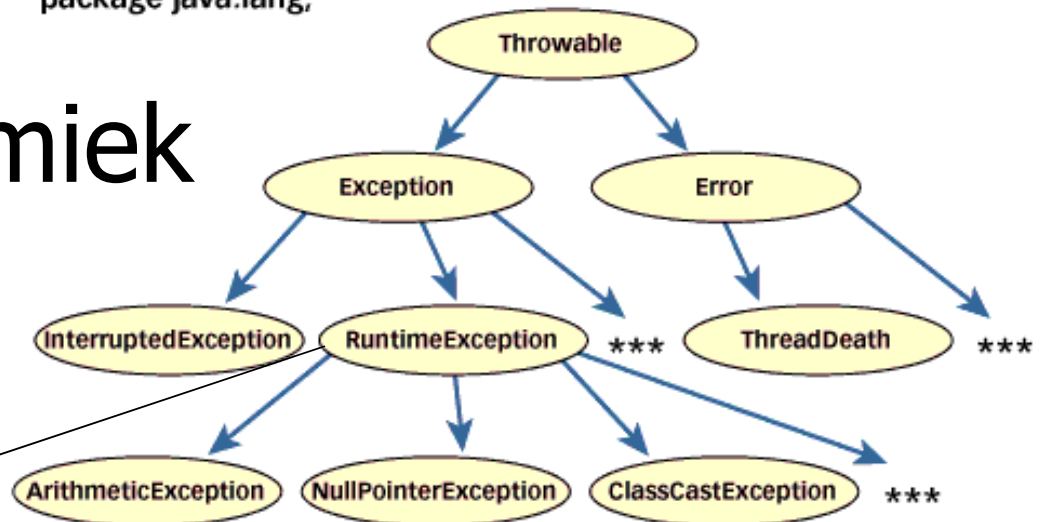 package java.lang;
Throwable
miek
Exception
Error
InterruptedException
RuntimeException
***
ThreadDeath
***
ArithmeticException
NullPointerException
ClassCastException
***